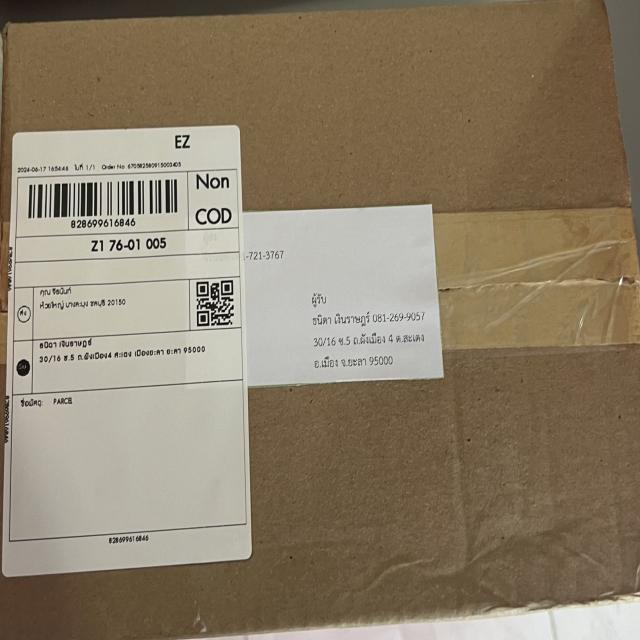 EZ
2024-06-17 16:54:46 ใบที่ 1/1 Order No. 67058258091500340S
Non
COD
828699616846
Z1 76-01 005
-721-3767
คุณ จิรนันท์
ห้วยใหญ่ บางละมุง ชลบุรี 20150
ธนิดา เงินราษฎร์
30/16 ซ.5 ถ.ผังเมือง4 สะเตง เมืองยะลา ยะลา 95000
ผู้รับ
ธนิดา เงินราษฎร์ 081-269-9057
30/16 ซ.5 ถ.ผังเมือง 4 ต.สะเตง
อ.เมือง จ.ยะลา 95000
ชื่อพัสดุ: PARCE
828699616846